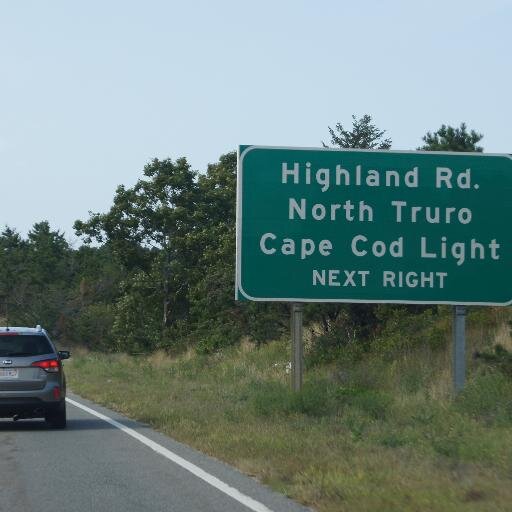 Highland Rd.
North Truro
Cape Cod Light
NEXT RIGHT